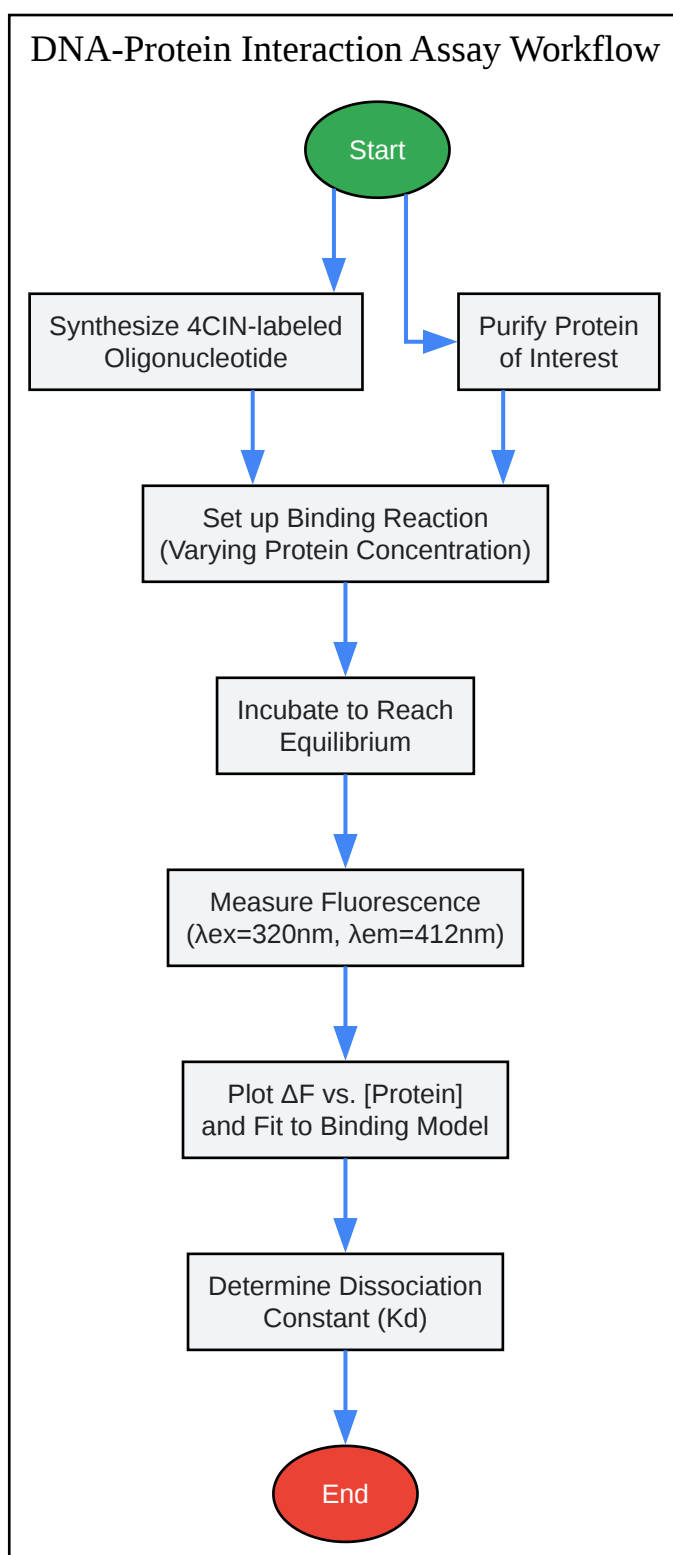 DNA-Protein Interaction Assay Workflow
Start
Synthesize 4CIN-labeled
Oligonucleotide
Purify Protein
of Interest
Set up Binding Reaction
(Varying Protein Concentration)
Incubate to Reach
Equilibrium
Measure Fluorescence
(λex=320nm, λem=412nm)
Plot ΔF vs. [Protein]
and Fit to Binding Model
Determine Dissociation
Constant (Kd)
End